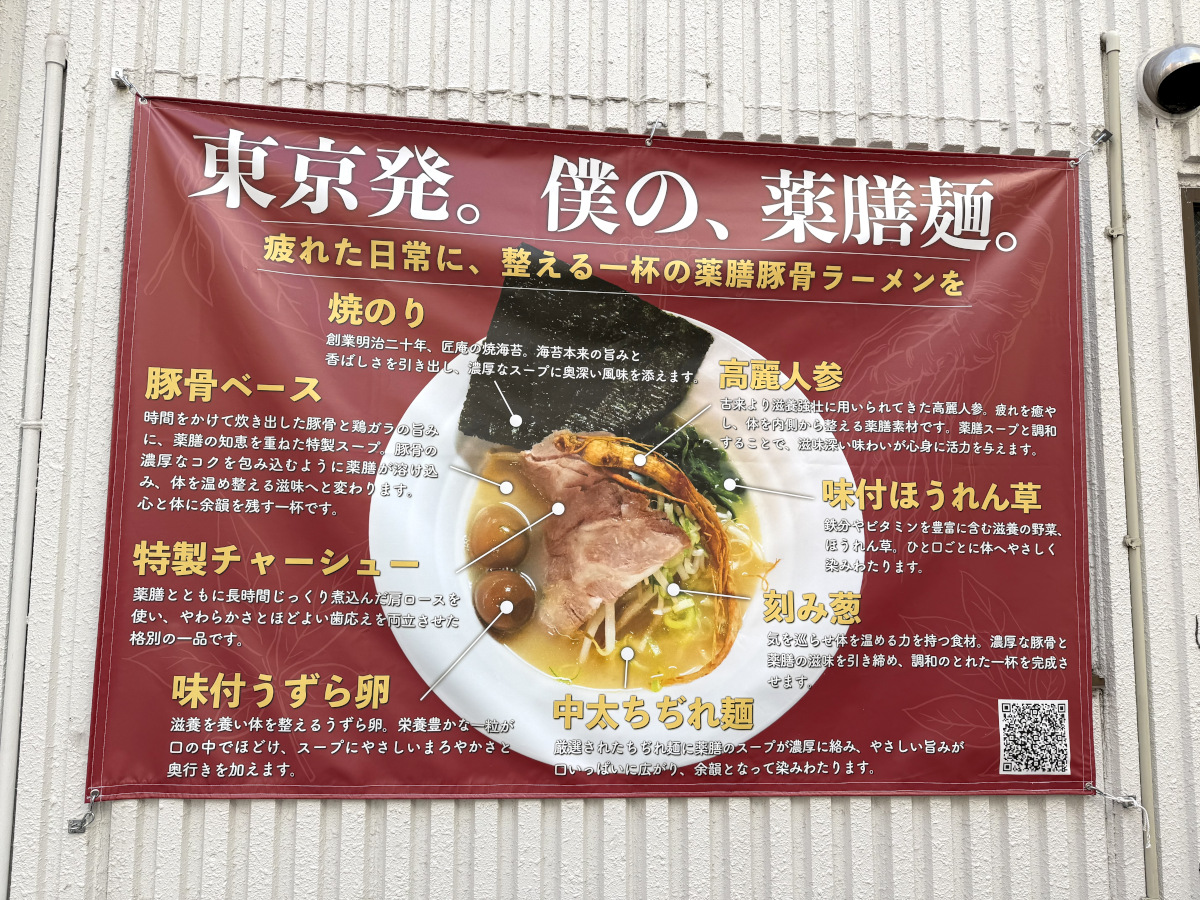 東京発。僕の、薬膳麺。
疲れた日常に、整える一杯の薬膳豚骨ラーメンを
焼のり
創業明治二十年、匠庵の焼海苔。海苔本来の旨みと
香ばしさを引き出し、濃厚なスープに奥深い風味を添えます。
豚骨ベース
時間をかけて炊き出した豚骨と鶏ガラの旨み
に、薬膳の知恵を重ねた特製スープ。豚骨の
濃厚なコクを包み込むように薬膳が溶け込
み、体を温め整える滋味へと変わります。
心と体に余韻を残す一杯です。
高麗人参
古来より滋養強壮に用いられてきた高麗人参。疲れを癒や
し、体を内側から整える薬膳素材です。薬膳スープと調和
することで、滋味深い味わいが心身に活力を与えます。
味付ほうれん草
鉄分やビタミンを豊富に含む滋養の野菜、
ほうれん草。ひと口ごとに体へやさしく
染みわたります。
特製チャーシュー
薬膳とともに長時間じっくり煮込んだ肩ロースを
使い、やわらかさとほどよい歯応えを両立させた
格別の一品です。
刻み葱
気を巡らせ体を温める力を持つ食材。濃厚な豚骨と
薬膳の滋味を引き締め、調和のとれた一杯を完成さ
せます。
味付うずら卵
滋養を養い体を整えるうずら卵。栄養豊かな一粒が
口の中でほどけ、スープにやさしいまろやかさと
奥行きを加えます。
中太ちぢれ麺
厳選されたちぢれ麺に薬膳のスープが濃厚に絡み、やさしい旨みが
口いっぱいに広がり、余韻となって染みわたります。